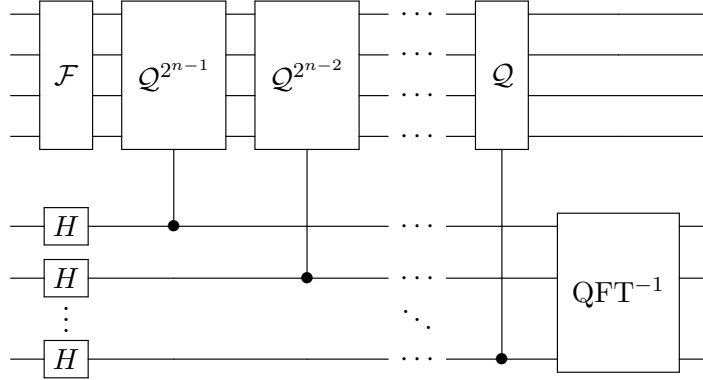 · · ·
· · ·
ℱ 𝒬^{2^{n−1}} 𝒬^{2^{n−2}} 𝒬
· · ·
· · ·
H · · ·
H · · · QFT^{−1}
⋮ ⋱
H · · ·